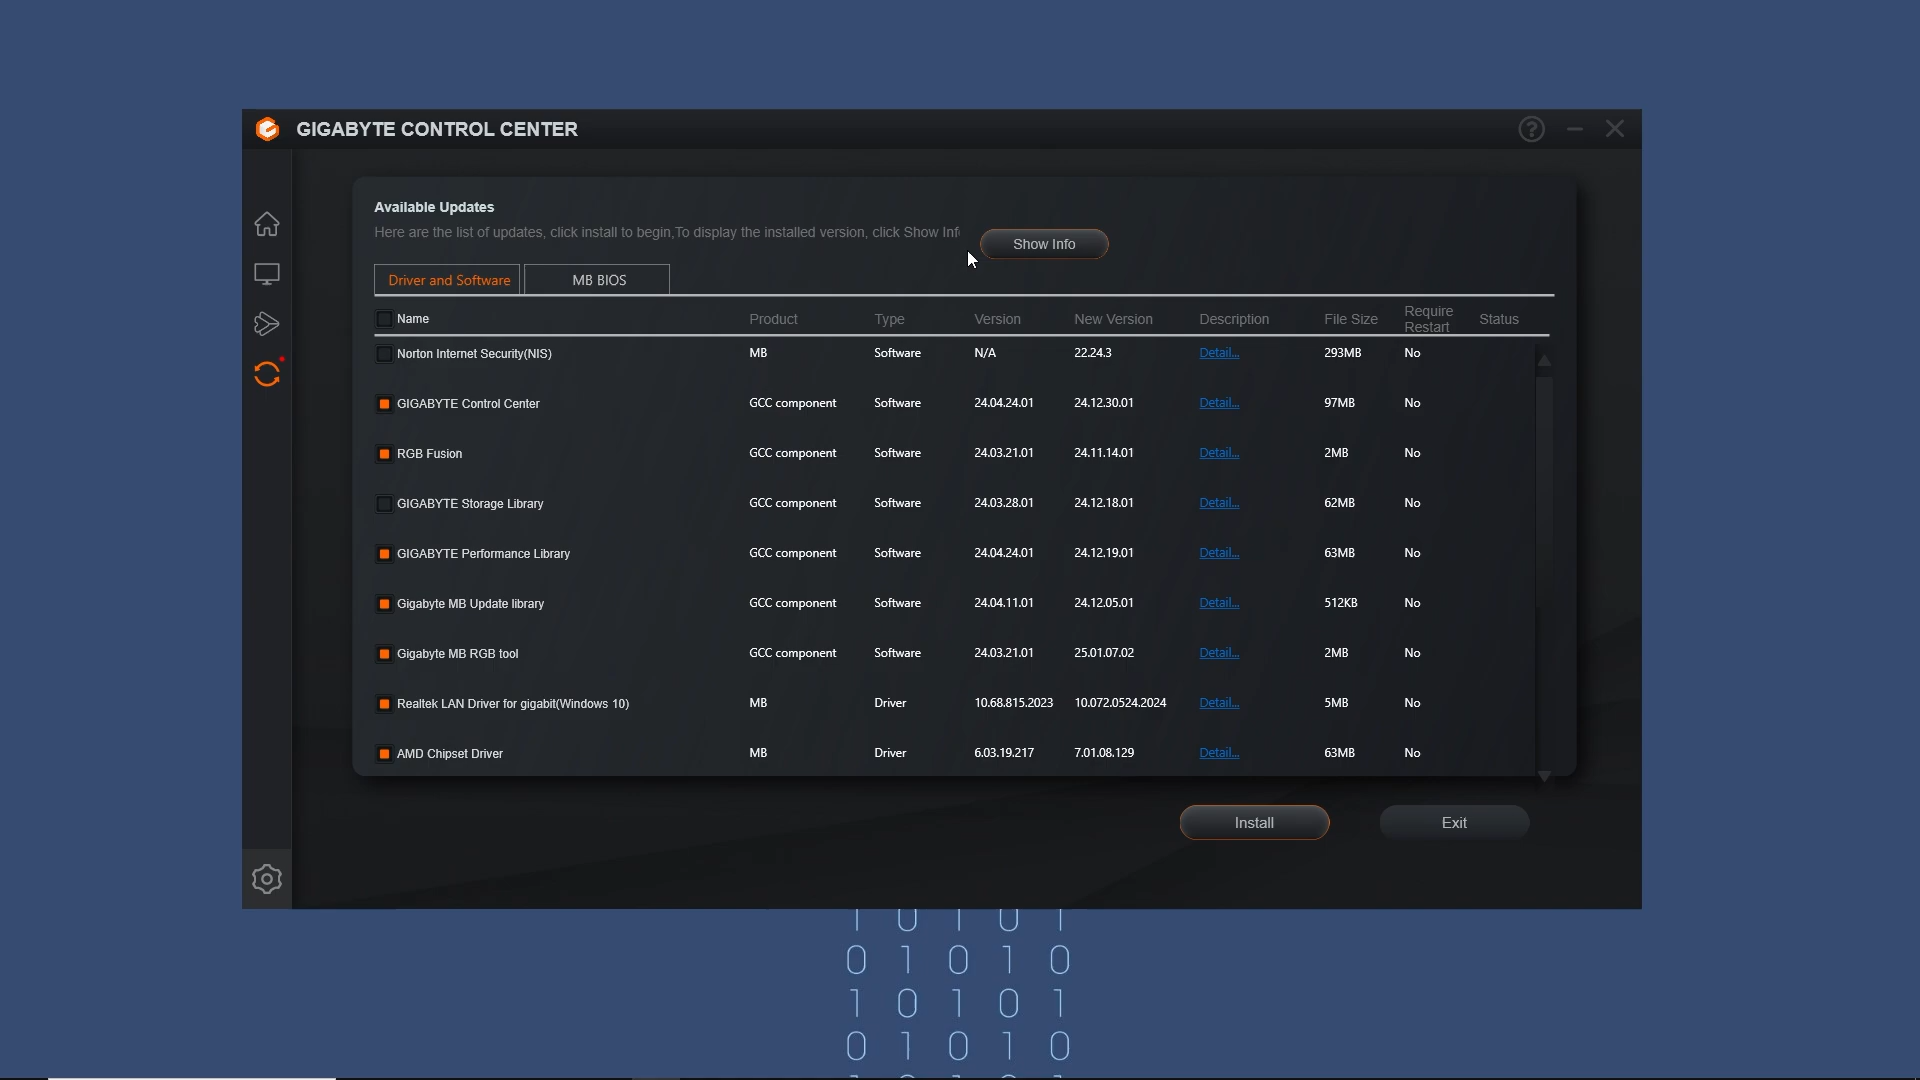 GIGABYTE CONTROL CENTER
Available Updates
Here are the list of updates, click install to begin,To display the installed version, click Show Inf
Show Info
Driver and Software MB BIOS
Name Product Type Version New Version Description File Size Require Restart Status
Norton Internet Security(NIS) MB Software N/A 22.24.3 Detail... 293MB No
GIGABYTE Control Center GCC component Software 24.04.24.01 24.12.30.01 Detail... 97MB No
RGB Fusion GCC component Software 24.03.21.01 24.11.14.01 Detail... 2MB No
GIGABYTE Storage Library GCC component Software 24.03.28.01 24.12.18.01 Detail... 62MB No
GIGABYTE Performance Library GCC component Software 24.04.24.01 24.12.19.01 Detail... 63MB No
Gigabyte MB Update library GCC component Software 24.04.11.01 24.12.05.01 Detail... 512KB No
Gigabyte MB RGB tool GCC component Software 24.03.21.01 25.01.07.02 Detail... 2MB No
Realtek LAN Driver for gigabit(Windows 10) MB Driver 10.68.815.2023 10.072.0524.2024 Detail... 5MB No
AMD Chipset Driver MB Driver 6.03.19.217 7.01.08.129 Detail... 63MB No
Install Exit
1 0 1 0 1
0 1 0 1 0
1 0 1 0 1
0 1 0 1 0